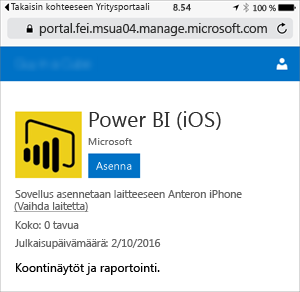 Takaisin kohteeseen Yritysportaali 8.54 100 %
portal.fei.msua04.manage.microsoft.com
Power BI (iOS)
Microsoft
Asenna
Sovellus asennetaan laitteeseen Anteron iPhone
(Vaihda laitetta)
Koko: 0 tavua
Julkaisupäivämäärä: 2/10/2016
Koontinäytöt ja raportointi.